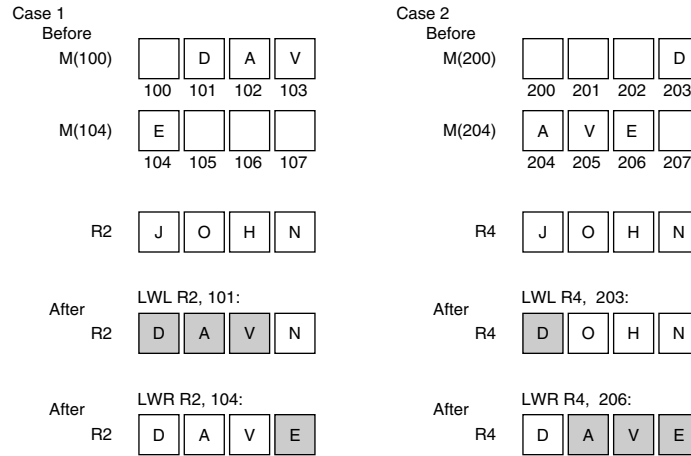 Case 1 Case 2
Before Before
M(100) D A V M(200) D
100 101 102 103 200 201 202 203
M(104) E M(204) A V E
104 105 106 107 204 205 206 207
R2 J O H N R4 J O H N
After LWL R2, 101: After LWL R4, 203:
R2 D A V N R4 D O H N
After LWR R2, 104: After LWR R4, 206:
R2 D A V E R4 D A V E